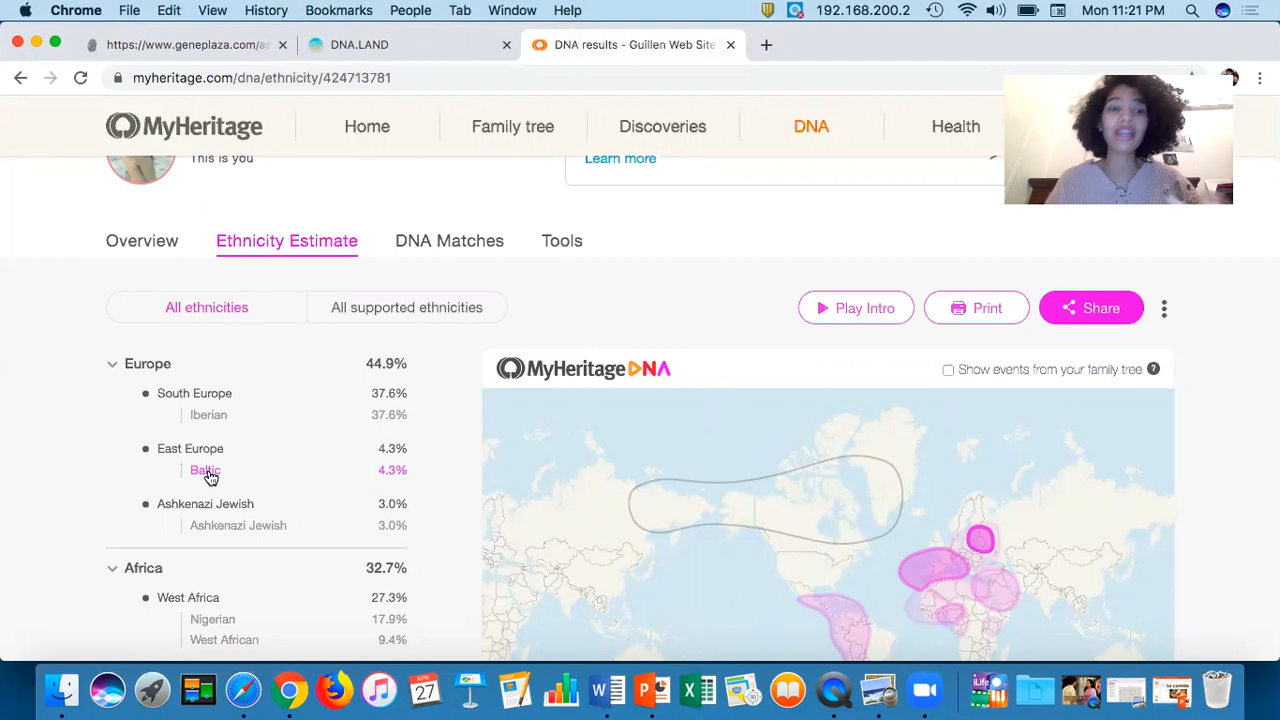 Chrome File Edit View History Bookmarks People Tab Window Help 192.168.200.2 Mon 11:21 PM
https://www.geneplaza.com/ap DNA.LAND DNA results - Guillen Web Site
myheritage.com/dna/ethnicity/424713781
MyHeritage Home Family tree Discoveries DNA Health
This is you Learn more
Overview Ethnicity Estimate DNA Matches Tools
All ethnicities All supported ethnicities Play Intro Print Share
Europe 44.9%
MyHeritage DNA Show events from your family tree ?
South Europe 37.6%
Iberian 37.6%
East Europe 4.3%
Baltic 4.3%
Ashkenazi Jewish 3.0%
Ashkenazi Jewish 3.0%
Africa 32.7%
West Africa 27.3%
Nigerian 17.9%
West African 9.4%
APR
27